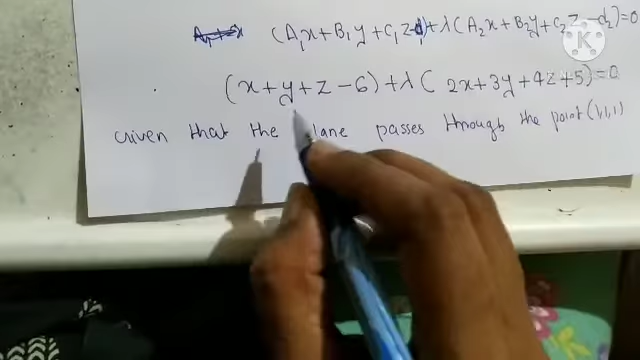 (A₁x + B₁y + C₁z - d₁) + λ (A₂x + B₂y + C₂z - d₂) = 0
(x + y + z - 6) + λ ( 2x + 3y + 4z + 5) = 0
Given that the plane passes through the point (1,1,1)
K